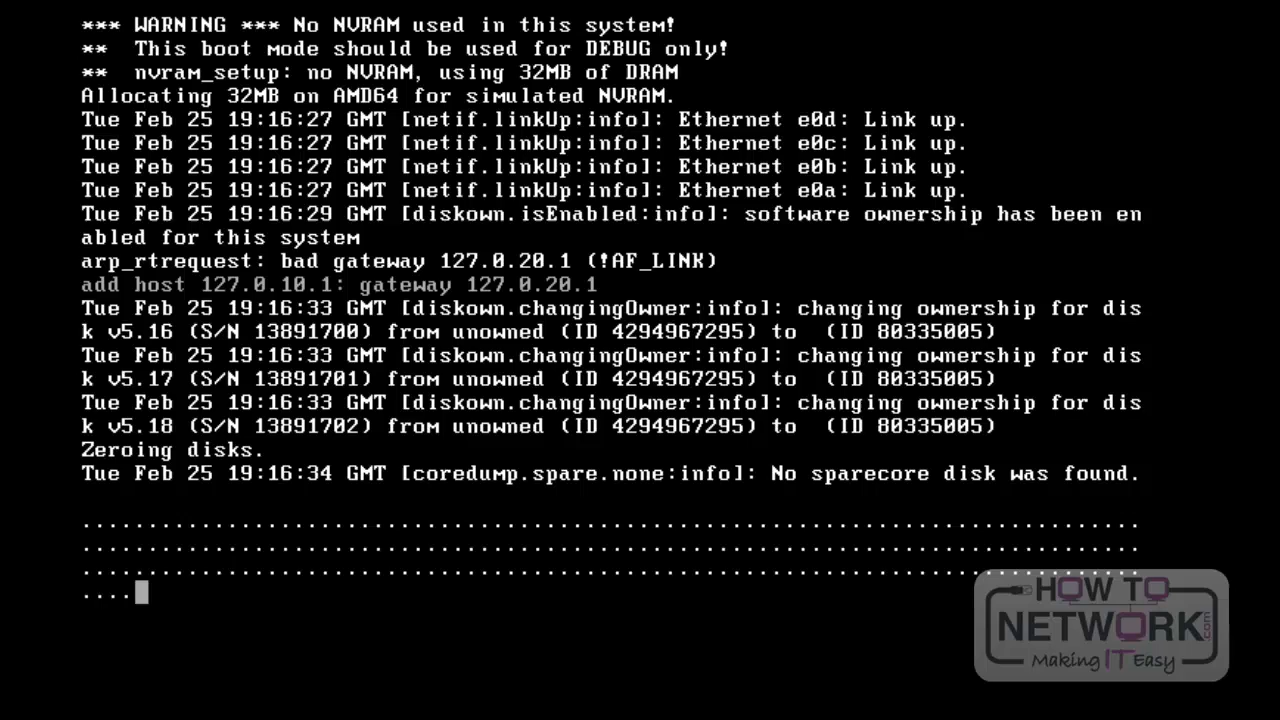 *** WARNING *** No NVRAM used in this system!
**  This boot mode should be used for DEBUG only!
**  nvram_setup: no NVRAM, using 32MB of DRAM
Allocating 32MB on AMD64 for simulated NVRAM.
Tue Feb 25 19:16:27 GMT [netif.linkUp:info]: Ethernet e0d: Link up.
Tue Feb 25 19:16:27 GMT [netif.linkUp:info]: Ethernet e0c: Link up.
Tue Feb 25 19:16:27 GMT [netif.linkUp:info]: Ethernet e0b: Link up.
Tue Feb 25 19:16:27 GMT [netif.linkUp:info]: Ethernet e0a: Link up.
Tue Feb 25 19:16:29 GMT [diskown.isEnabled:info]: software ownership has been en
abled for this system
arp_rtrequest: bad gateway 127.0.20.1 (!AF_LINK)
add host 127.0.10.1: gateway 127.0.20.1
Tue Feb 25 19:16:33 GMT [diskown.changingOwner:info]: changing ownership for dis
k v5.16 (S/N 13891700) from unowned (ID 4294967295) to  (ID 80335005)
Tue Feb 25 19:16:33 GMT [diskown.changingOwner:info]: changing ownership for dis
k v5.17 (S/N 13891701) from unowned (ID 4294967295) to  (ID 80335005)
Tue Feb 25 19:16:33 GMT [diskown.changingOwner:info]: changing ownership for dis
k v5.18 (S/N 13891702) from unowned (ID 4294967295) to  (ID 80335005)
Zeroing disks.
Tue Feb 25 19:16:34 GMT [coredump.spare.none:info]: No sparecore disk was found.
................................................................................
................................................................................
................................................................................
....
HOW TO
NETWORK.com
Making IT Easy